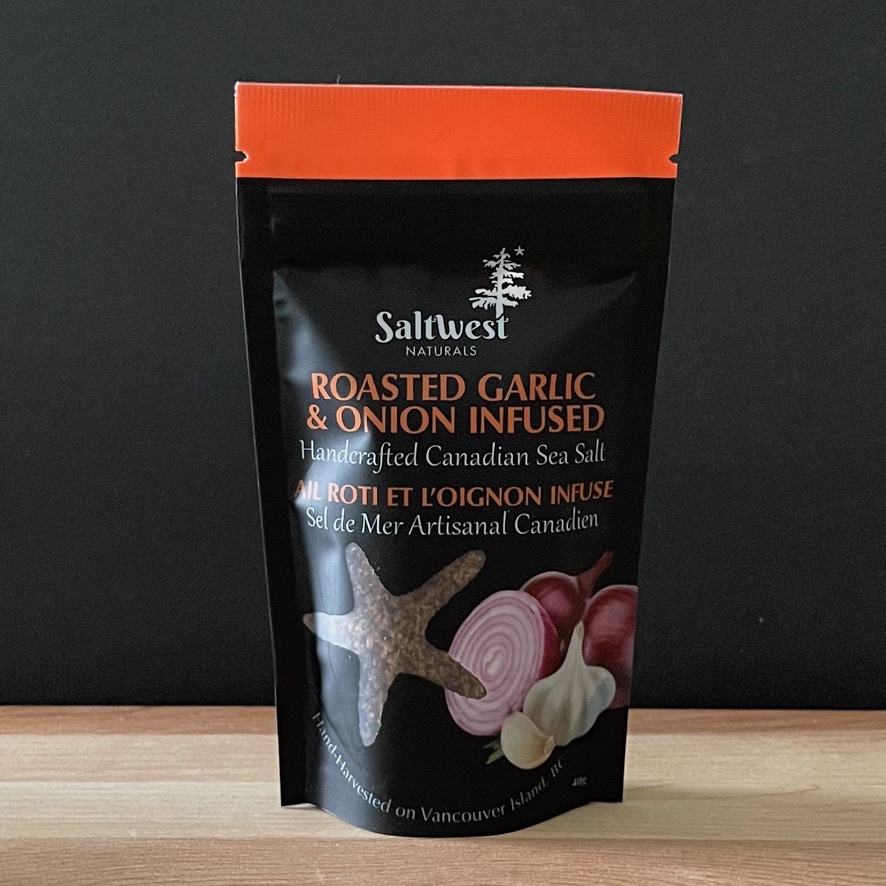 Saltwest
NATURALS
ROASTED GARLIC
& ONION INFUSED
Handcrafted Canadian Sea Salt
AIL ROTI ET L'OIGNON INFUSE
Sel de Mer Artisanal Canadien
Hand-Harvested on Vancouver Island, BC